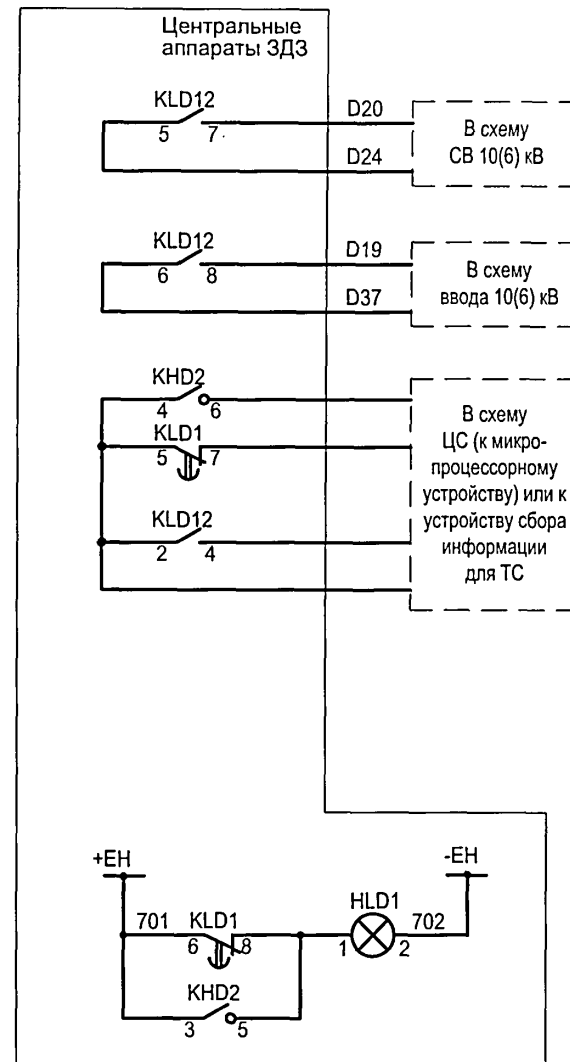 Центральные
аппараты ЗДЗ
KLD12
5 7
D20
D24
В схему
СВ 10(6) кВ
KLD12
6 8
D19
D37
В схему
ввода 10(6) кВ
KHD2
4 6
KLD1
5 7
KLD12
2 4
В схему
ЦС (к микро-
процессорному
устройству) или к
устройству сбора
информации
для ТС
+EH
-EH
701
KLD1
6 8
HLD1
1 2
702
KHD2
3 5